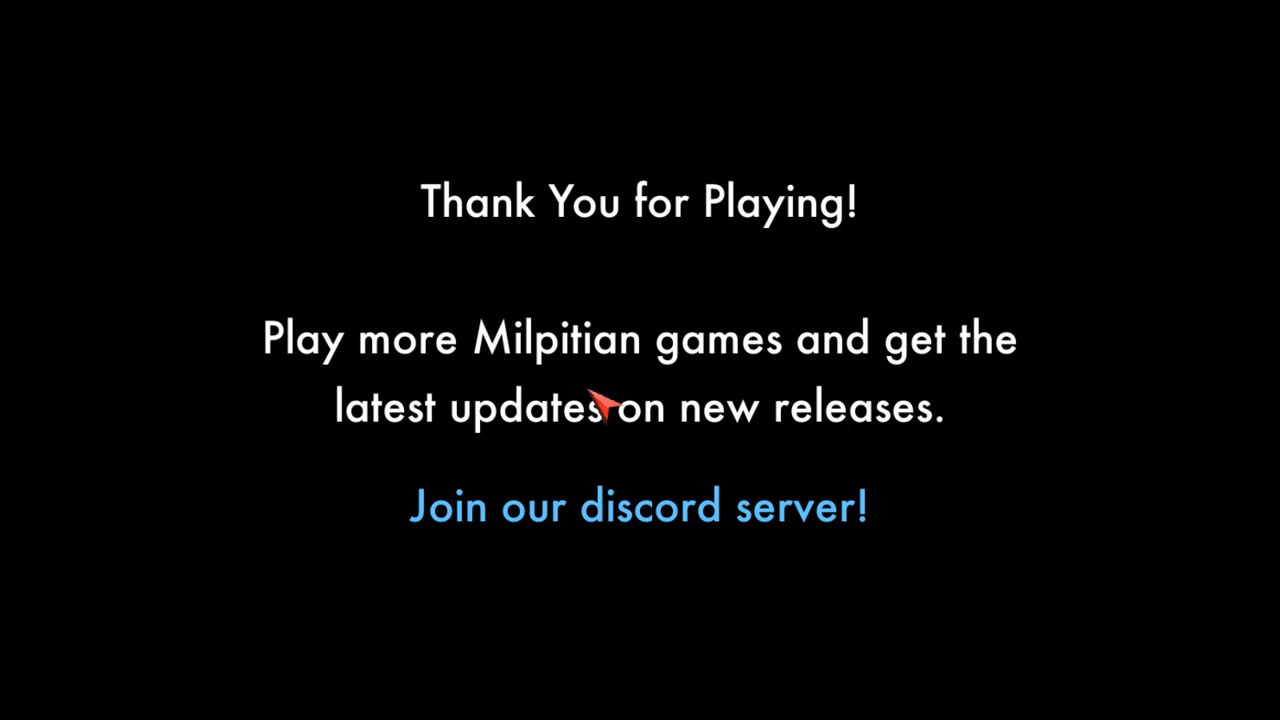 Thank You for Playing!
Play more Milpitian games and get the
latest updates on new releases.
Join our discord server!